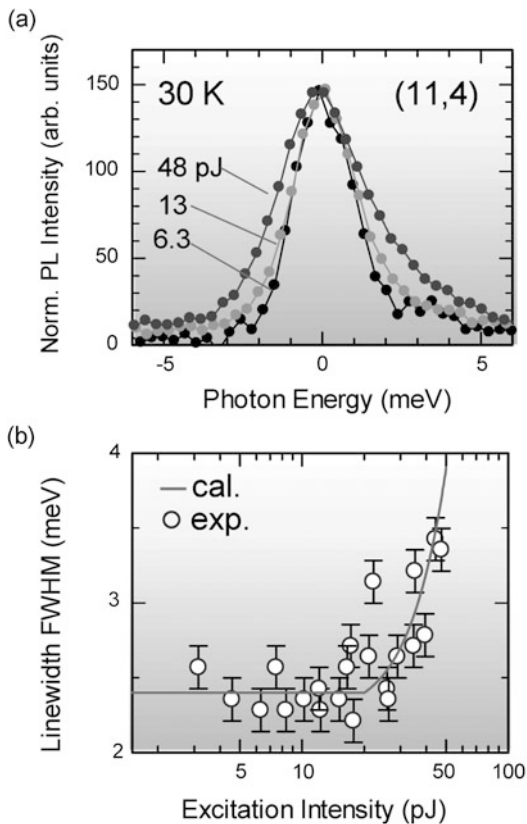 (a)
30 K
(11,4)
48 pJ
13
6.3
150
100
50
0
Norm. PL Intensity (arb. units)
-5
0
5
Photon Energy (meV)
(b)
cal.
exp.
4
3
2
Linewidth FWHM (meV)
5
10
50
100
Excitation Intensity (pJ)